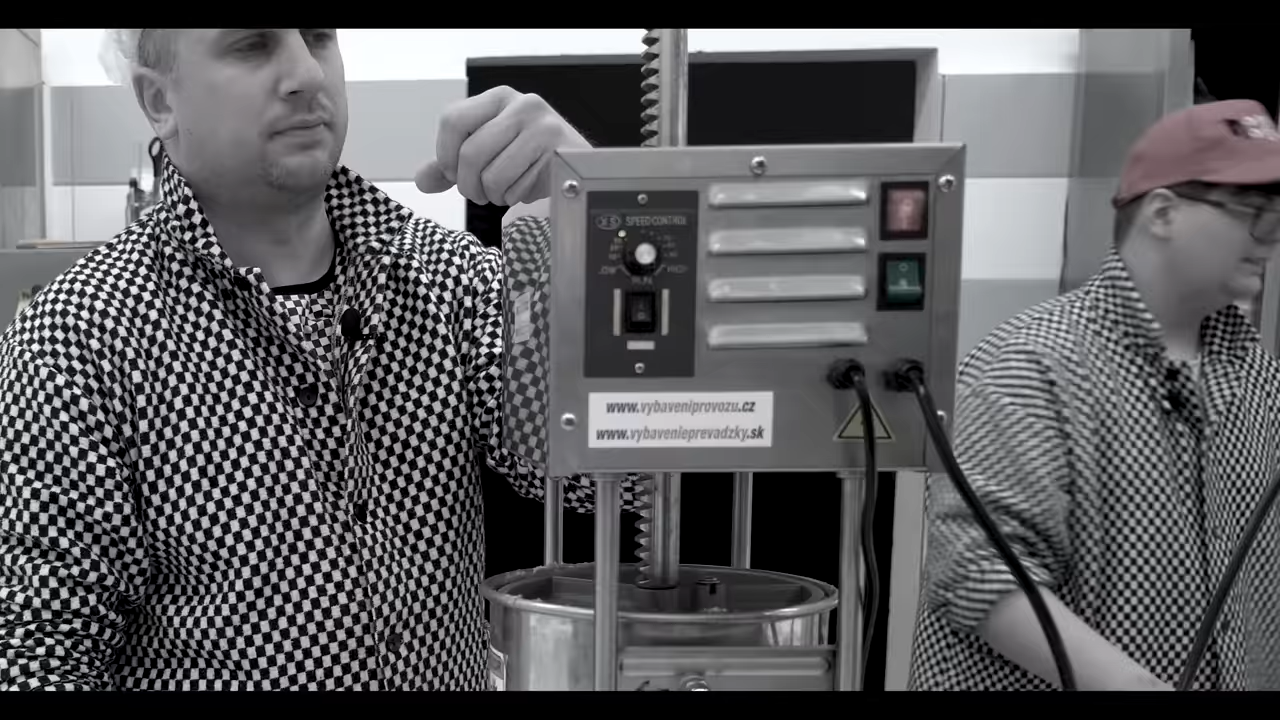 SPEED CONTROL
LOW HIGH
RUN
www.vybaveniprovozu.cz
www.vybavenieprevadzky.sk